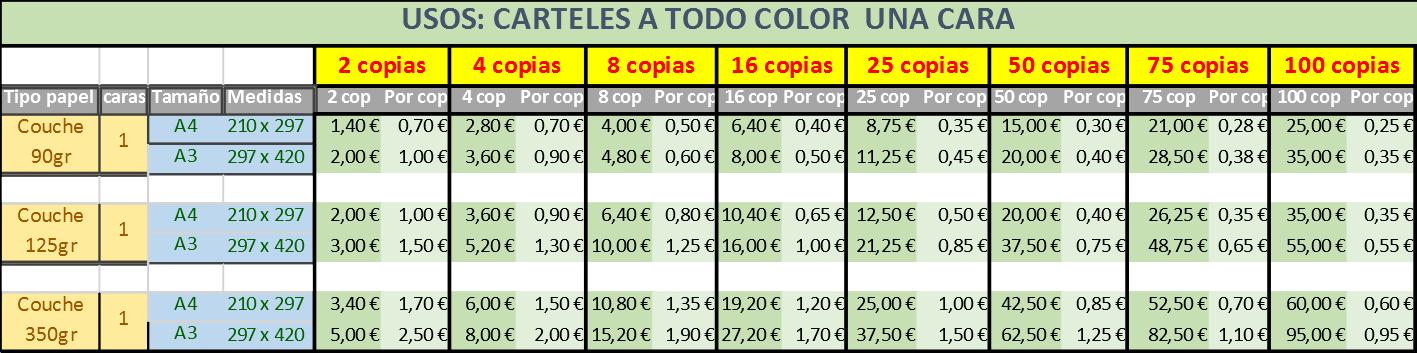 USOS: CARTELES A TODO COLOR UNA CARA
2 copias 4 copias 8 copias 16 copias 25 copias 50 copias 75 copias 100 copias
Tipo papel caras Tamaño Medidas 2 cop Por cop 4 cop Por cop 8 cop Por cop 16 cop Por cop 25 cop Por cop 50 cop Por cop 75 cop Por cop 100 cop Por cop
Couche 90gr 1 A4 210 x 297 1,40 € 0,70 € 2,80 € 0,70 € 4,00 € 0,50 € 6,40 € 0,40 € 8,75 € 0,35 € 15,00 € 0,30 € 21,00 € 0,28 € 25,00 € 0,25 €
A3 297 x 420 2,00 € 1,00 € 3,60 € 0,90 € 4,80 € 0,60 € 8,00 € 0,50 € 11,25 € 0,45 € 20,00 € 0,40 € 28,50 € 0,38 € 35,00 € 0,35 €
Couche 125gr 1 A4 210 x 297 2,00 € 1,00 € 3,60 € 0,90 € 6,40 € 0,80 € 10,40 € 0,65 € 12,50 € 0,50 € 20,00 € 0,40 € 26,25 € 0,35 € 35,00 € 0,35 €
A3 297 x 420 3,00 € 1,50 € 5,20 € 1,30 € 10,00 € 1,25 € 16,00 € 1,00 € 21,25 € 0,85 € 37,50 € 0,75 € 48,75 € 0,65 € 55,00 € 0,55 €
Couche 350gr 1 A4 210 x 297 3,40 € 1,70 € 6,00 € 1,50 € 10,80 € 1,35 € 19,20 € 1,20 € 25,00 € 1,00 € 42,50 € 0,85 € 52,50 € 0,70 € 60,00 € 0,60 €
A3 297 x 420 5,00 € 2,50 € 8,00 € 2,00 € 15,20 € 1,90 € 27,20 € 1,70 € 37,50 € 1,50 € 62,50 € 1,25 € 82,50 € 1,10 € 95,00 € 0,95 €